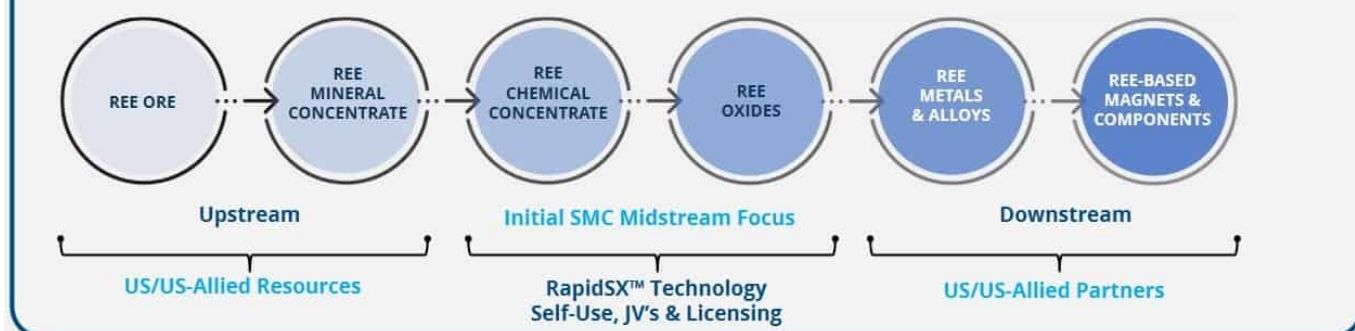 REE ORE
REE
MINERAL
CONCENTRATE
REE
CHEMICAL
CONCENTRATE
REE
OXIDES
REE
METALS
& ALLOYS
REE-BASED
MAGNETS &
COMPONENTS
Upstream
Initial SMC Midstream Focus
Downstream
US/US-Allied Resources
RapidSX™ Technology
Self-Use, JV's & Licensing
US/US-Allied Partners